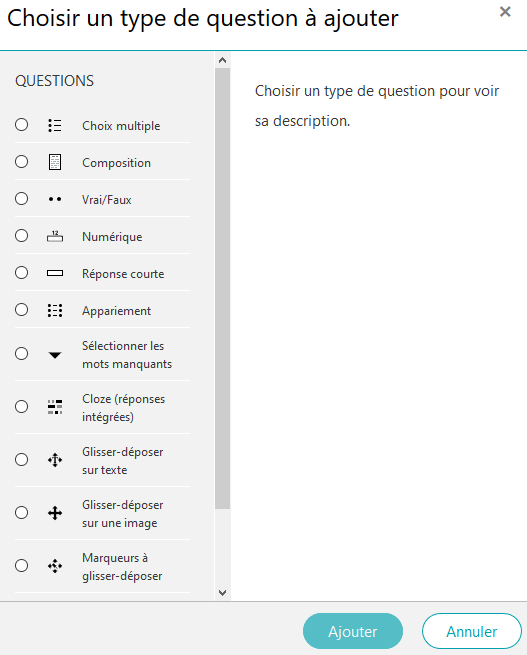 Choisir un type de question à ajouter
×
QUESTIONS
Choix multiple
Composition
Vrai/Faux
12
Numérique
Réponse courte
Appariement
Sélectionner les
mots manquants
Cloze (réponses
intégrées)
Glisser-déposer
sur texte
Glisser-déposer
sur une image
Marqueurs à
glisser-déposer
Choisir un type de question pour voir
sa description.
Ajouter
Annuler